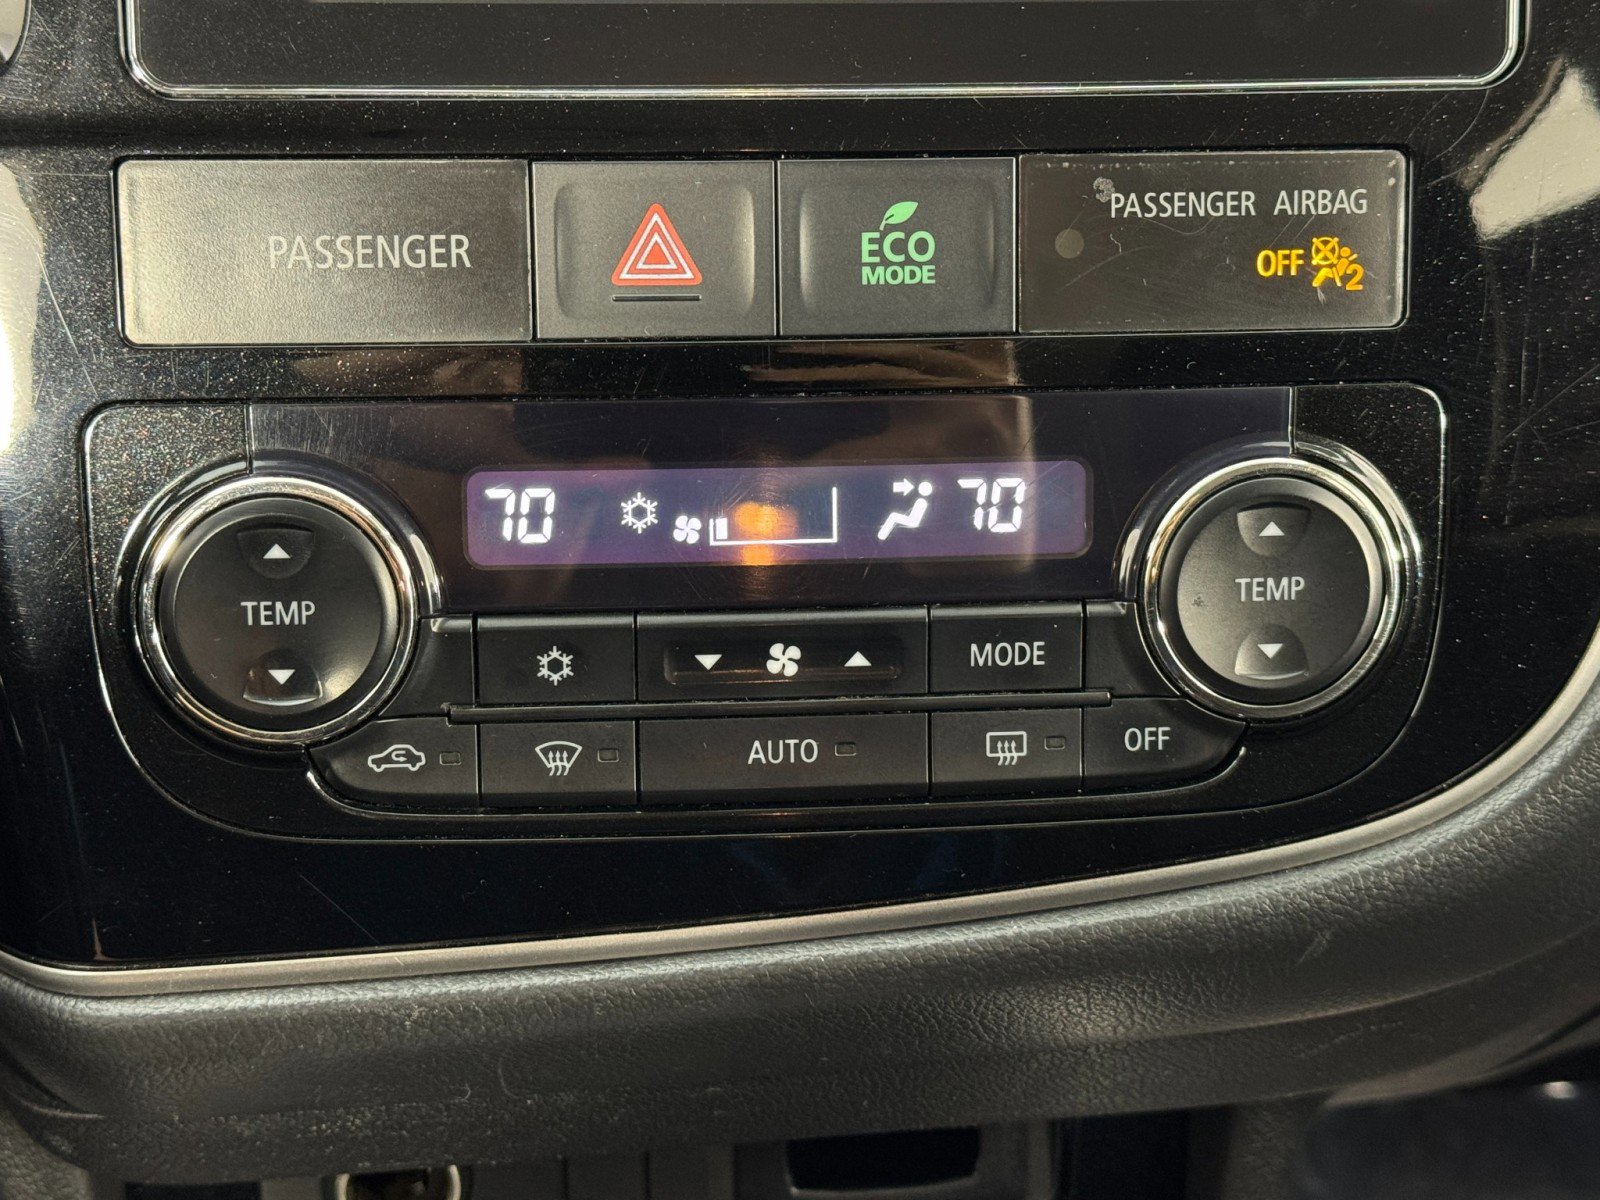 PASSENGER
ECO
MODE
PASSENGER AIRBAG
OFF 2
70 70
TEMP
TEMP
MODE
AUTO
OFF